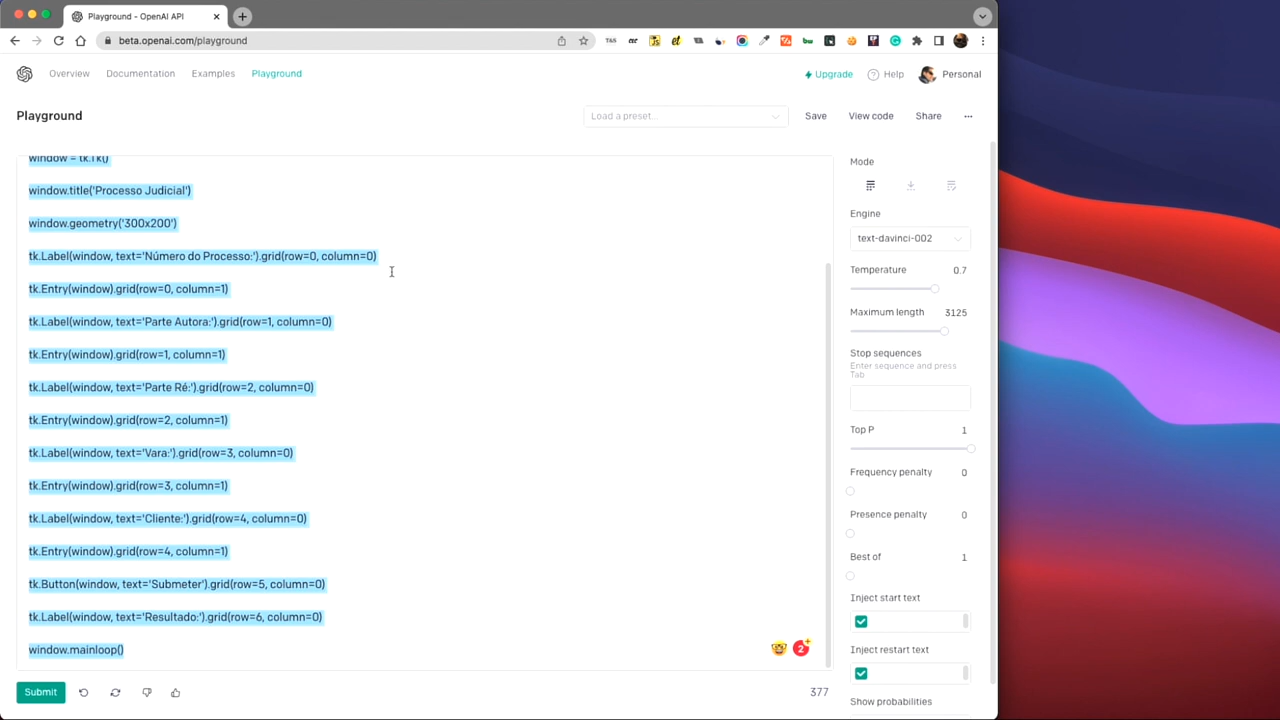 Playground - OpenAI API
beta.openai.com/playground
Overview
Documentation
Examples
Playground
Upgrade
Help
Personal
Playground
Load a preset...
Save
View code
Share
window = tk.Tk()
window.title('Processo Judicial')
window.geometry('300x200')
tk.Label(window, text='Número do Processo:').grid(row=0, column=0)
tk.Entry(window).grid(row=0, column=1)
tk.Label(window, text='Parte Autora:').grid(row=1, column=0)
tk.Entry(window).grid(row=1, column=1)
tk.Label(window, text='Parte Ré:').grid(row=2, column=0)
tk.Entry(window).grid(row=2, column=1)
tk.Label(window, text='Vara:').grid(row=3, column=0)
tk.Entry(window).grid(row=3, column=1)
tk.Label(window, text='Cliente:').grid(row=4, column=0)
tk.Entry(window).grid(row=4, column=1)
tk.Button(window, text='Submeter').grid(row=5, column=0)
tk.Label(window, text='Resultado:').grid(row=6, column=0)
window.mainloop()
2
Submit
377
Mode
Engine
text-davinci-002
Temperature
0.7
Maximum length
3125
Stop sequences
Enter sequence and press
Tab
Top P
1
Frequency penalty
0
Presence penalty
0
Best of
1
Inject start text
Inject restart text
Show probabilities